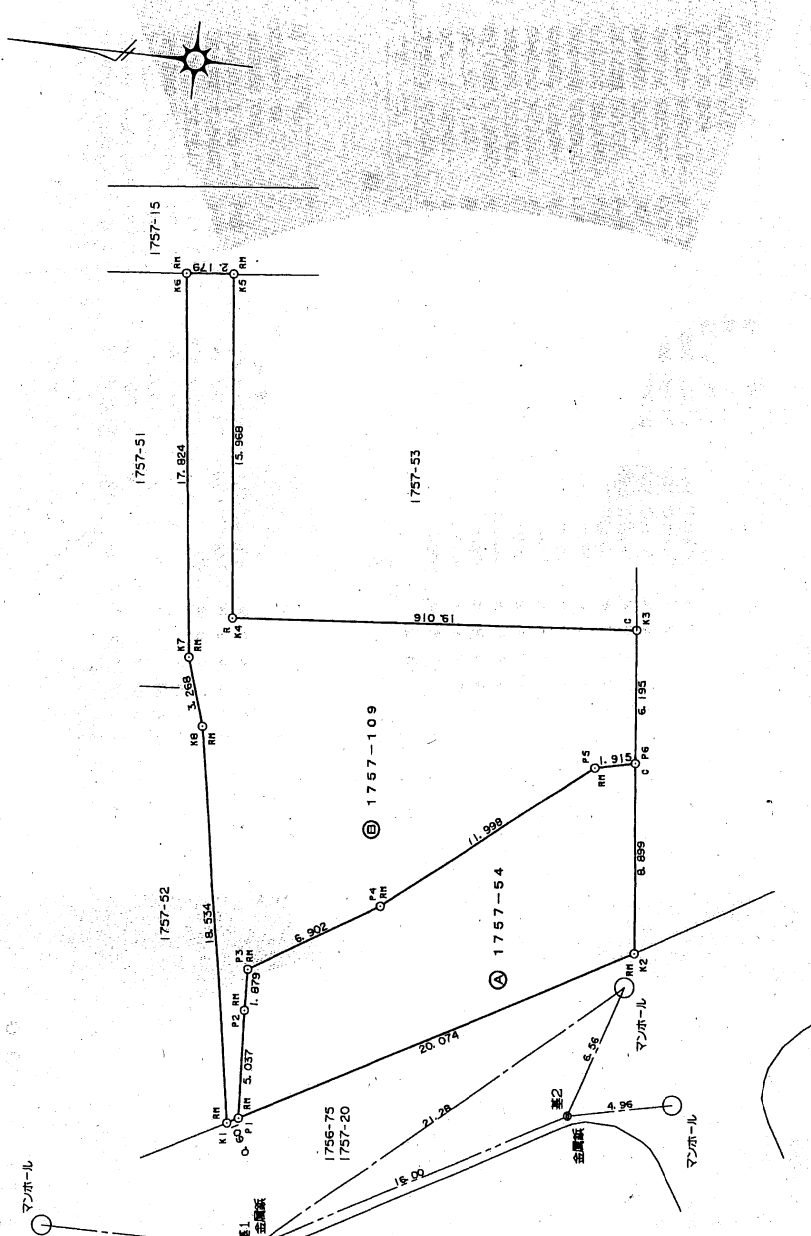 1757-15
K6
RM
2.179
K5
RM
1757-51
17.824
15.968
1757-53
K7
RM
3.268
K8
RM
R
K4
19.016
C
K3
6.195
P5
RM
1.915
P6
C
Ⓑ 1757-109
11.998
8.899
1757-52
18.534
P4
RM
6.902
P3
RM
1.879
P2
RM
5.037
Ⓐ 1757-54
RM
K2
20.074
RM
K1
RM
P1
0.60
1756-75
1757-20
21.28
6.56
マンホール
基2
金属鋲
4.96
マンホール
15.00
マンホール
基1
金属鋲